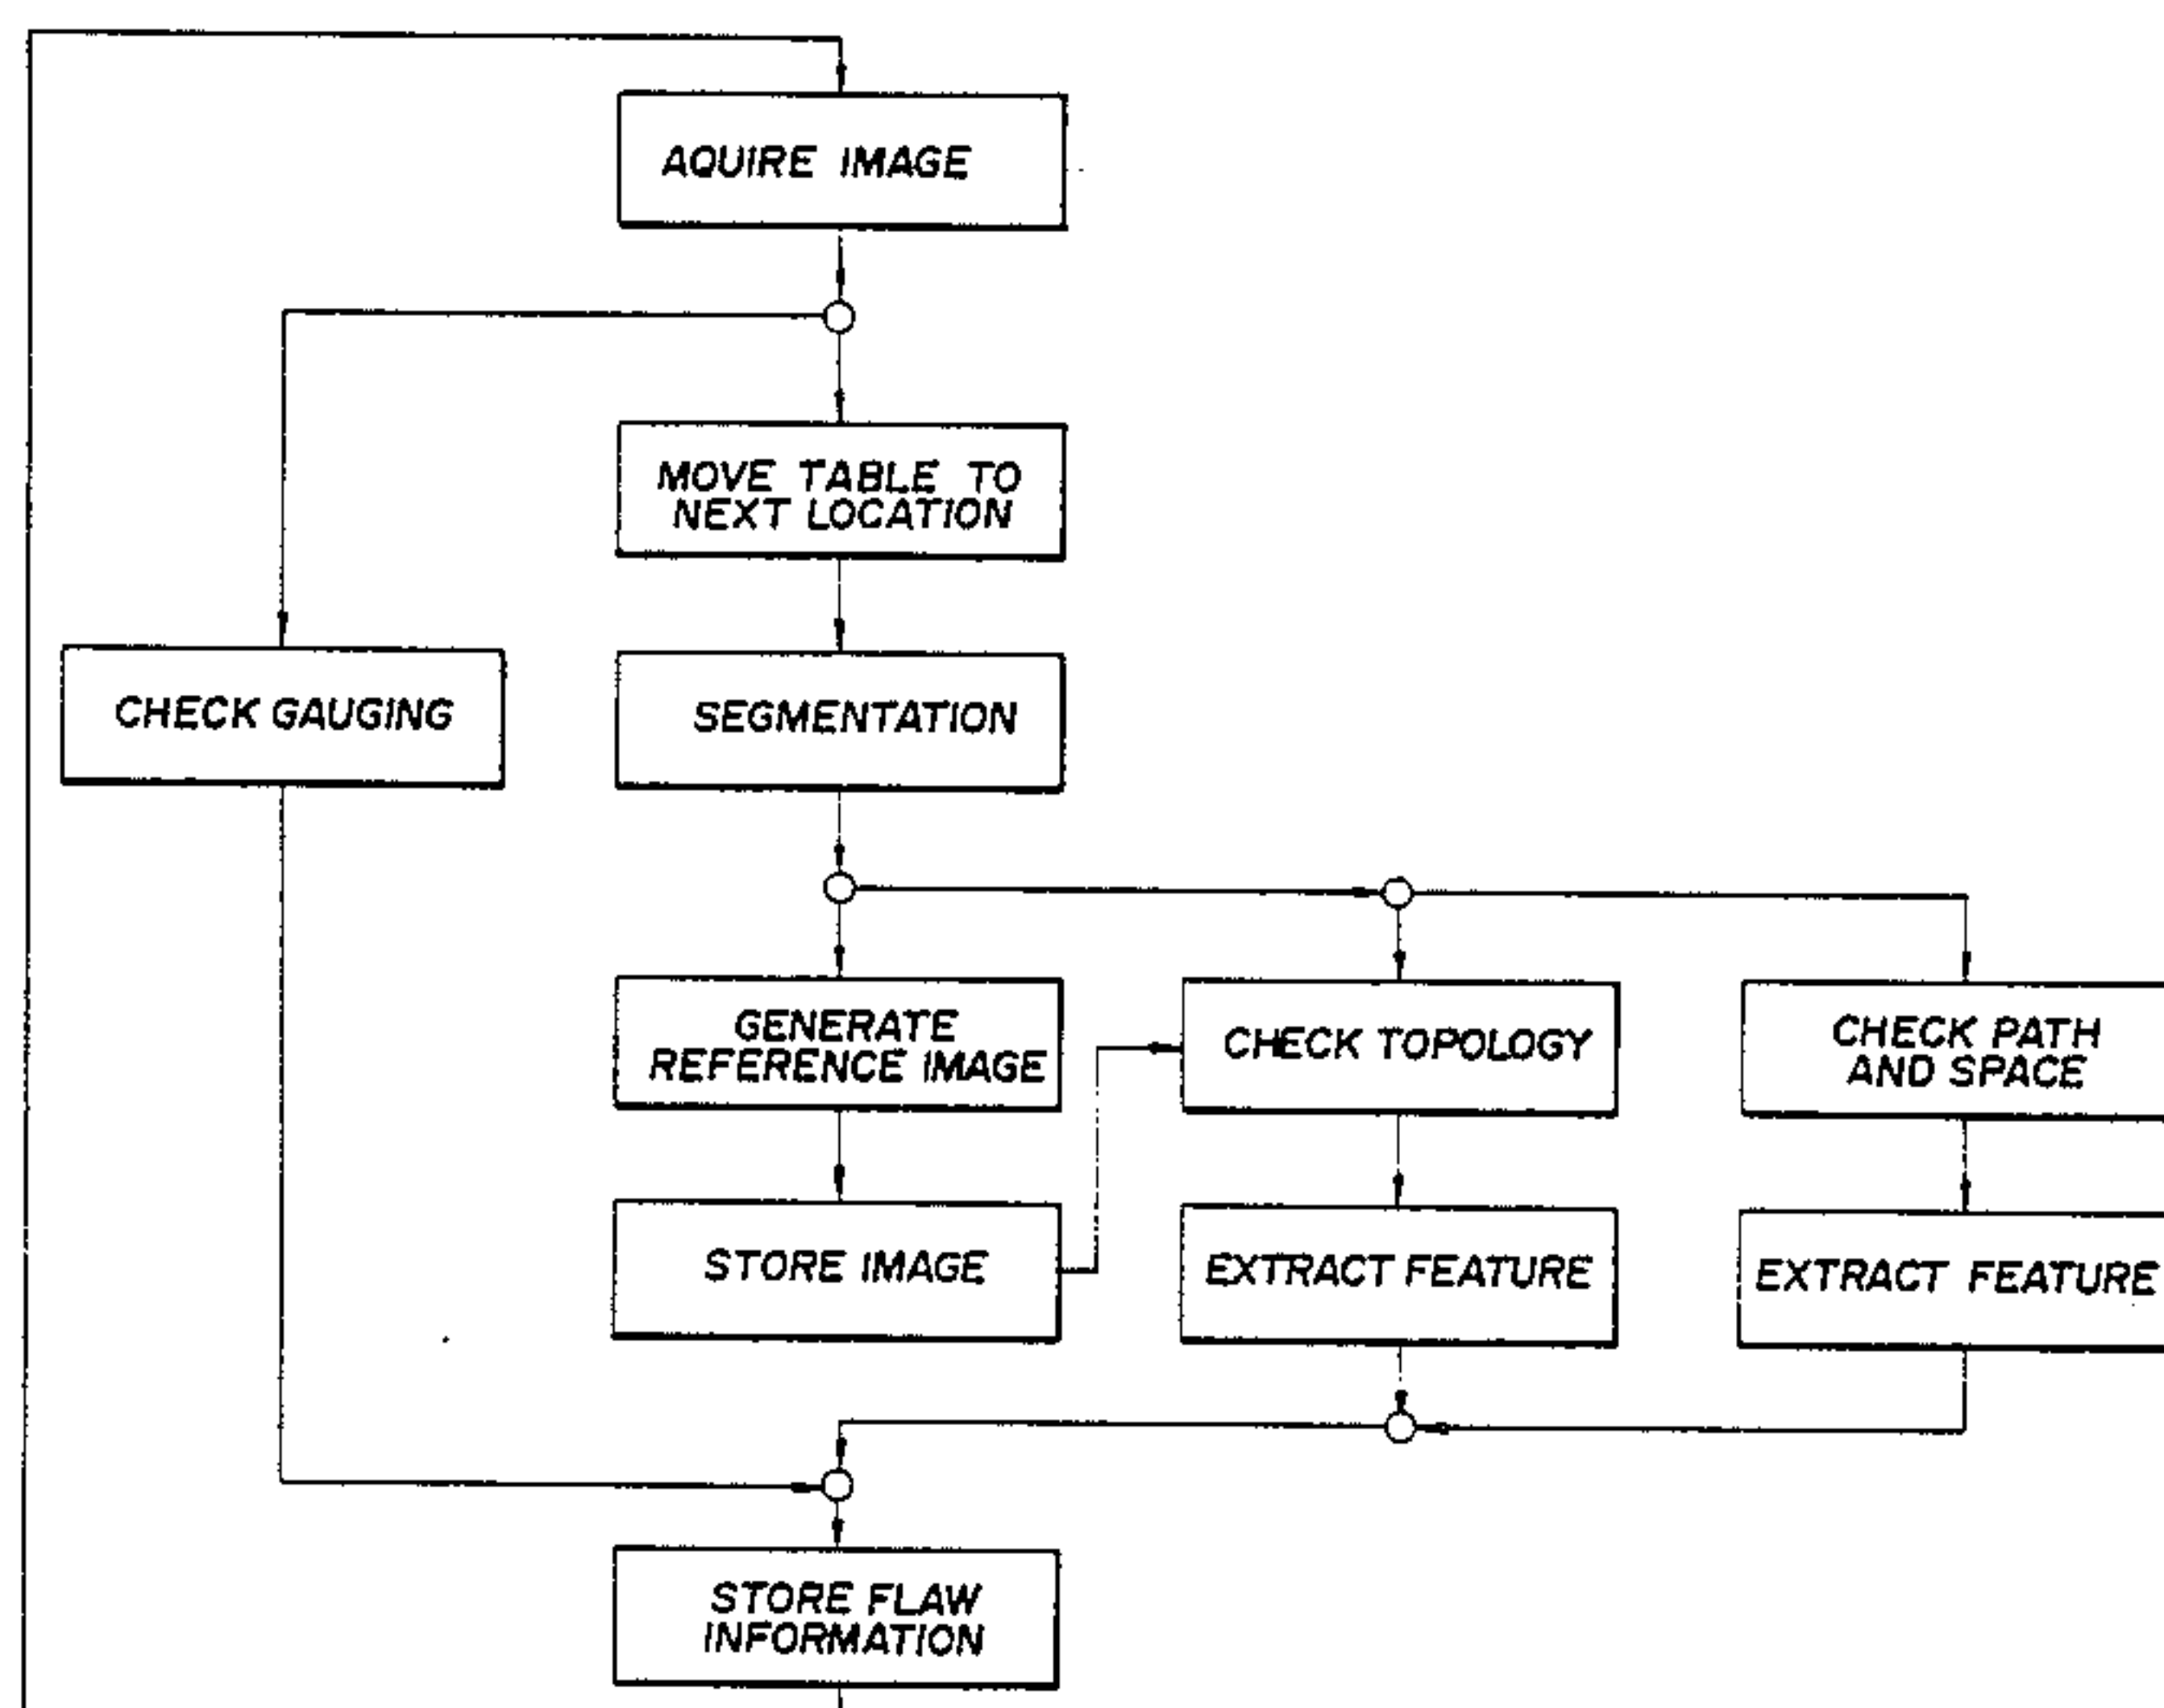 AQUIRE IMAGE
MOVE TABLE TO
NEXT LOCATION
CHECK GAUGING
SEGMENTATION
GENERATE
REFERENCE IMAGE
CHECK TOPOLOGY
CHECK PATH
AND SPACE
STORE IMAGE
EXTRACT FEATURE
EXTRACT FEATURE
STORE FLAW
INFORMATION